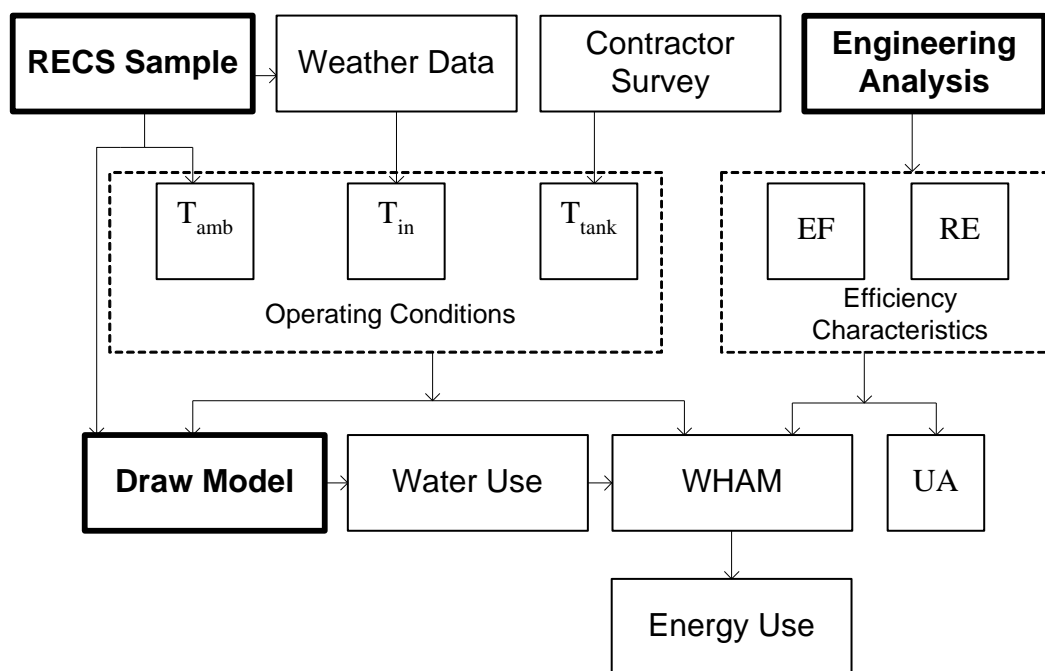 RECS Sample
Weather Data
Contractor
Survey
Engineering
Analysis
T_amb
T_in
T_tank
EF
RE
Operating Conditions
Efficiency
Characteristics
Draw Model
Water Use
WHAM
UA
Energy Use